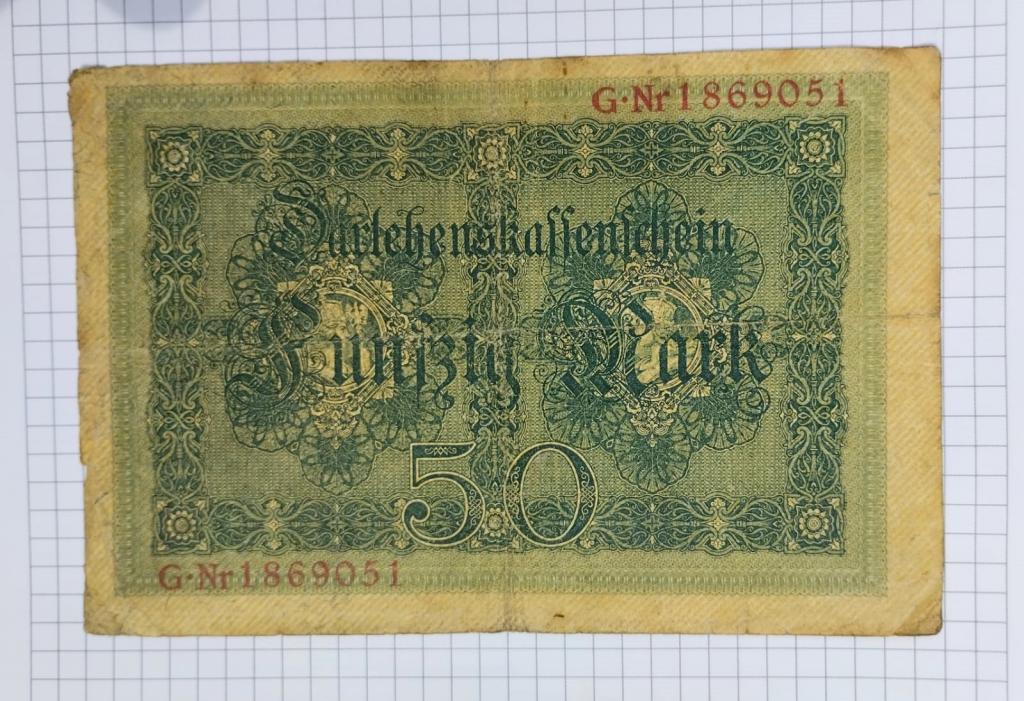 G·Nr 1869051
Darlehenskassenschein
Fünfzig Mark
50
G·Nr 1869051